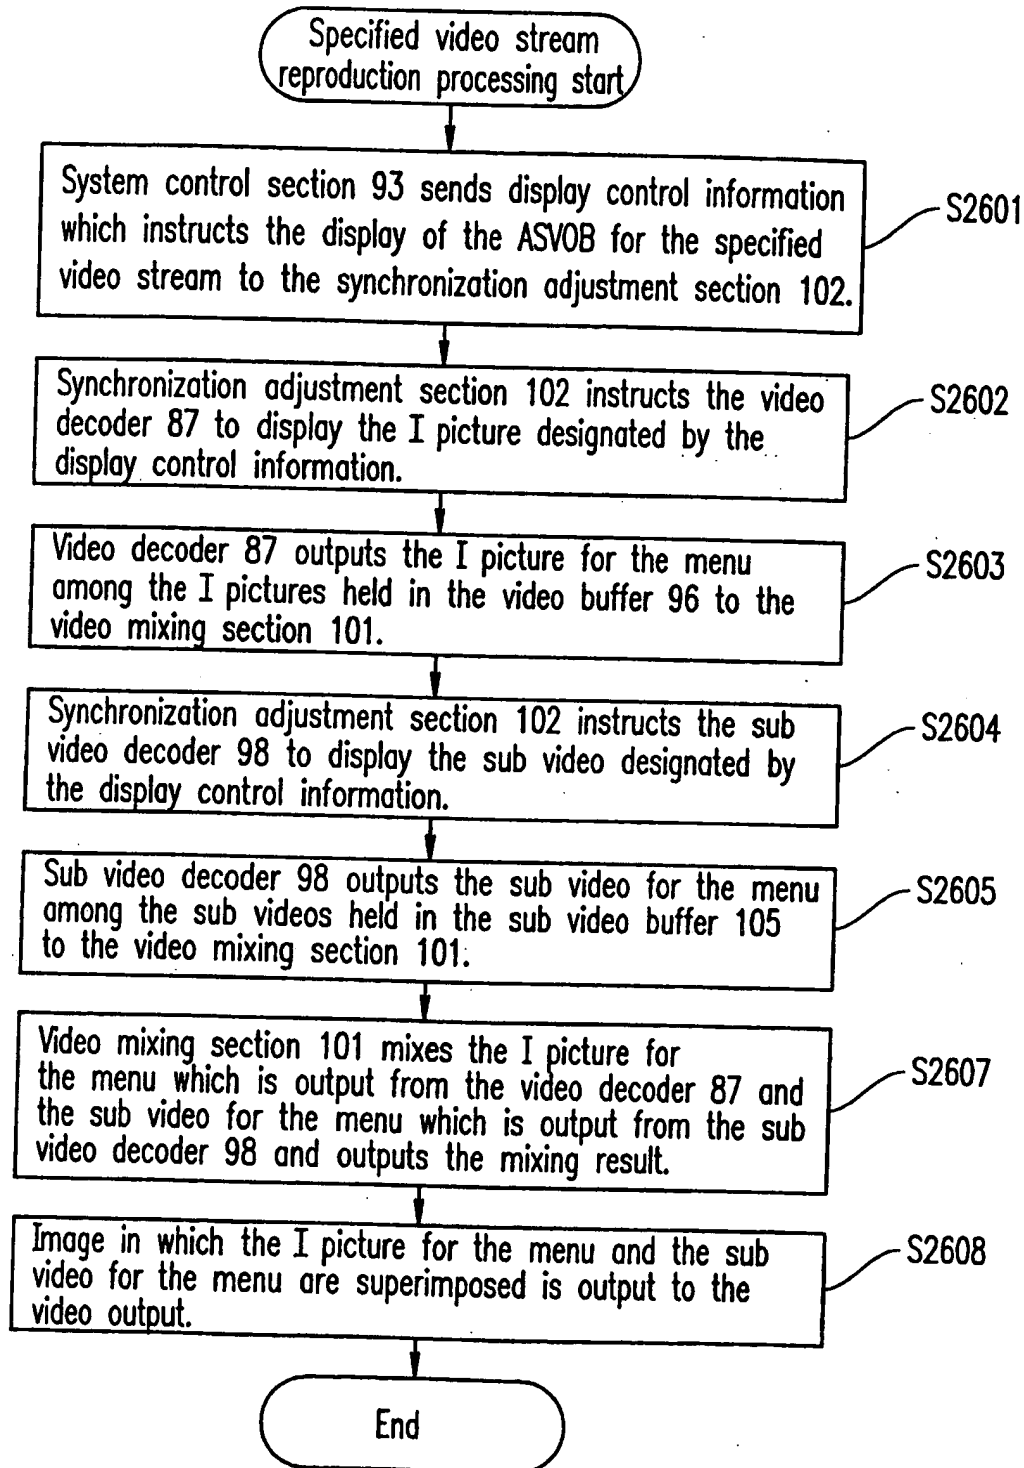 Specified video stream
reproduction processing start
System control section 93 sends display control information
which instructs the display of the ASVOB for the specified
video stream to the synchronization adjustment section 102.
S2601
Synchronization adjustment section 102 instructs the video
decoder 87 to display the I picture designated by the
display control information.
S2602
Video decoder 87 outputs the I picture for the menu
among the I pictures held in the video buffer 96 to the
video mixing section 101.
S2603
Synchronization adjustment section 102 instructs the sub
video decoder 98 to display the sub video designated by
the display control information.
S2604
Sub video decoder 98 outputs the sub video for the menu
among the sub videos held in the sub video buffer 105
to the video mixing section 101.
S2605
Video mixing section 101 mixes the I picture for
the menu which is output from the video decoder 87 and
the sub video for the menu which is output from the sub
video decoder 98 and outputs the mixing result.
S2607
Image in which the I picture for the menu and the sub
video for the menu are superimposed is output to the
video output.
S2608
End